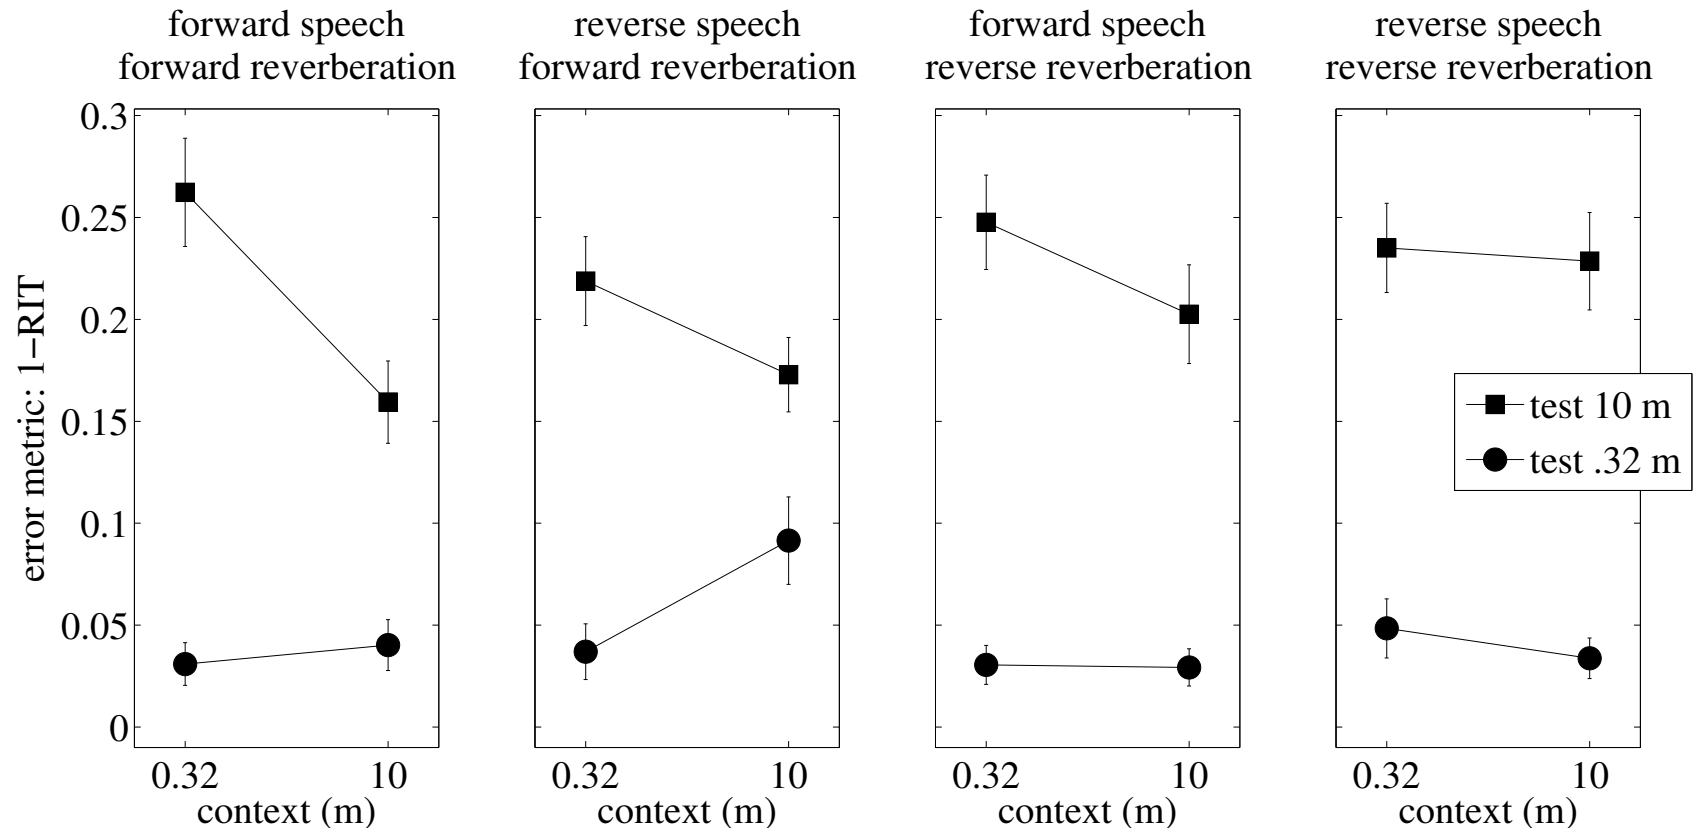 forward speech
forward reverberation
reverse speech
forward reverberation
forward speech
reverse reverberation
reverse speech
reverse reverberation
error metric: 1−RIT
0.3
0.25
0.2
0.15
0.1
0.05
0
test 10 m
test .32 m
0.32 10
context (m)
0.32 10
context (m)
0.32 10
context (m)
0.32 10
context (m)